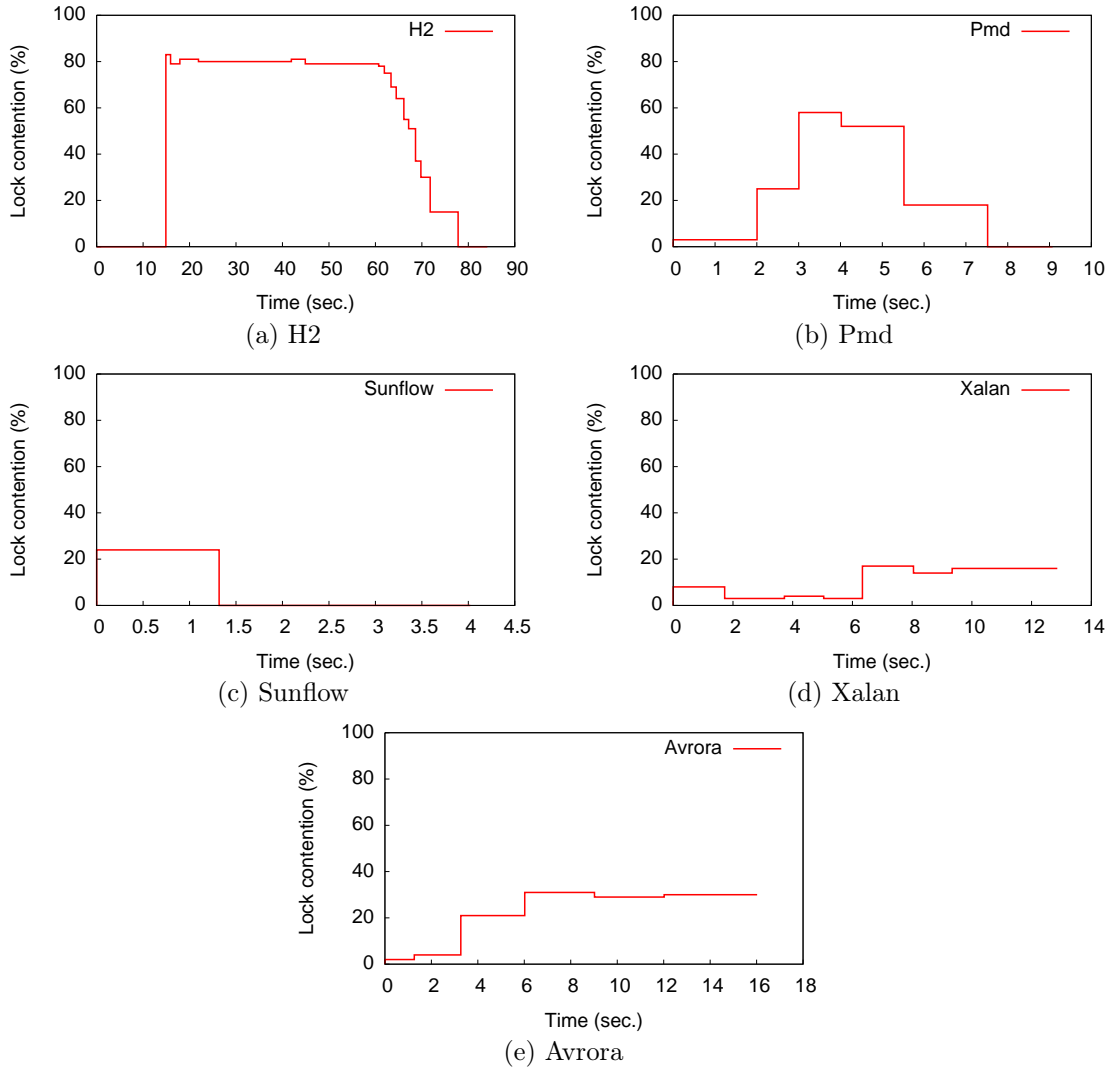 Lock contention (%)
100
80
60
40
20
0
H2
0 10 20 30 40 50 60 70 80 90
Time (sec.)
(a) H2
Lock contention (%)
100
80
60
40
20
0
Pmd
0 1 2 3 4 5 6 7 8 9 10
Time (sec.)
(b) Pmd
Lock contention (%)
100
80
60
40
20
0
Sunflow
0 0.5 1 1.5 2 2.5 3 3.5 4 4.5
Time (sec.)
(c) Sunflow
Lock contention (%)
100
80
60
40
20
0
Xalan
0 2 4 6 8 10 12 14
Time (sec.)
(d) Xalan
Lock contention (%)
100
80
60
40
20
0
Avrora
0 2 4 6 8 10 12 14 16 18
Time (sec.)
(e) Avrora